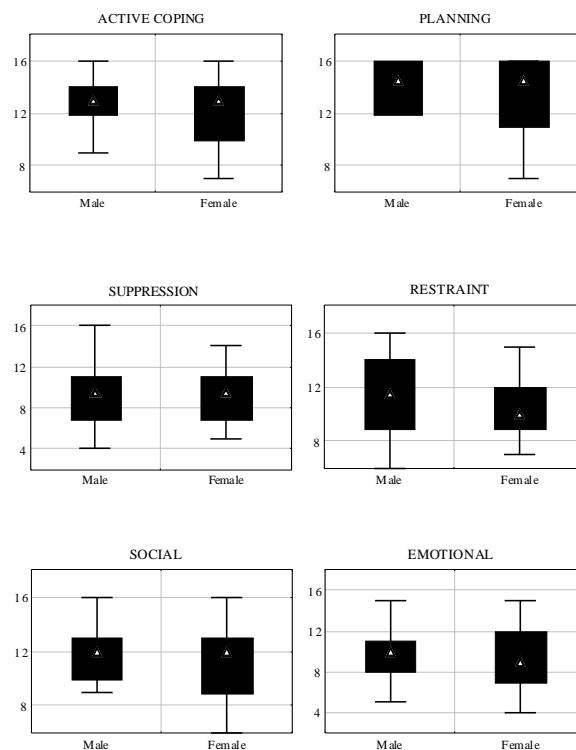 ACTIVE COPING
16
12
8
Male Female
PLANNING
16
12
8
Male Female
SUPPRESSION
16
12
8
4
Male Female
RESTRAINT
16
12
8
Male Female
SOCIAL
16
12
8
Male Female
EMOTIONAL
16
12
8
4
Male Female